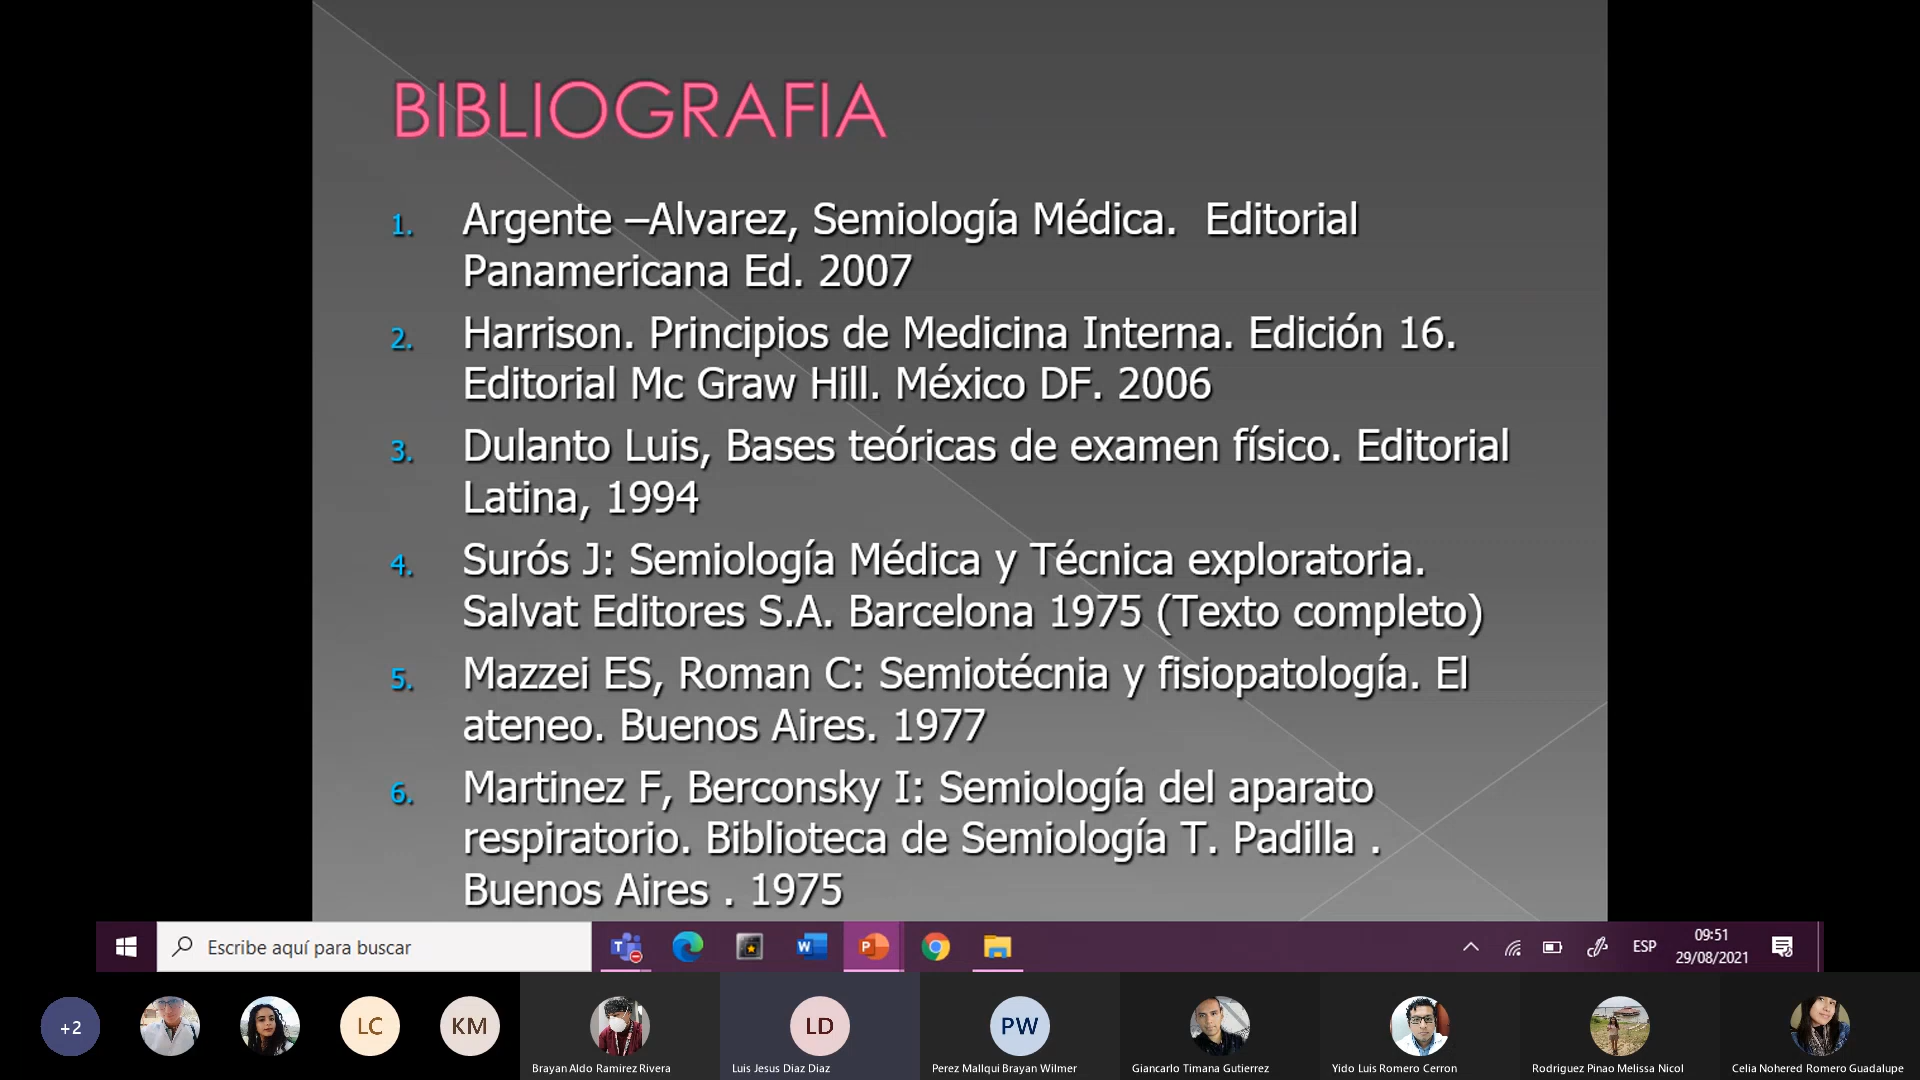 BIBLIOGRAFIA
1. Argente –Alvarez, Semiología Médica.  Editorial
Panamericana Ed. 2007
2. Harrison. Principios de Medicina Interna. Edición 16.
Editorial Mc Graw Hill. México DF. 2006
3. Dulanto Luis, Bases teóricas de examen físico. Editorial
Latina, 1994
4. Surós J: Semiología Médica y Técnica exploratoria.
Salvat Editores S.A. Barcelona 1975 (Texto completo)
5. Mazzei ES, Roman C: Semiotécnia y fisiopatología. El
ateneo. Buenos Aires. 1977
6. Martinez F, Berconsky I: Semiología del aparato
respiratorio. Biblioteca de Semiología T. Padilla .
Buenos Aires . 1975
Escribe aquí para buscar
T
W
P
ESP
09:51
29/08/2021
+2
LC
KM
LD
PW
Brayan Aldo Ramirez Rivera
Luis Jesus Diaz Diaz
Perez Mallqui Brayan Wilmer
Giancarlo Timana Gutierrez
Yido Luis Romero Cerron
Rodriguez Pinao Melissa Nicol
Celia Nohered Romero Guadalupe